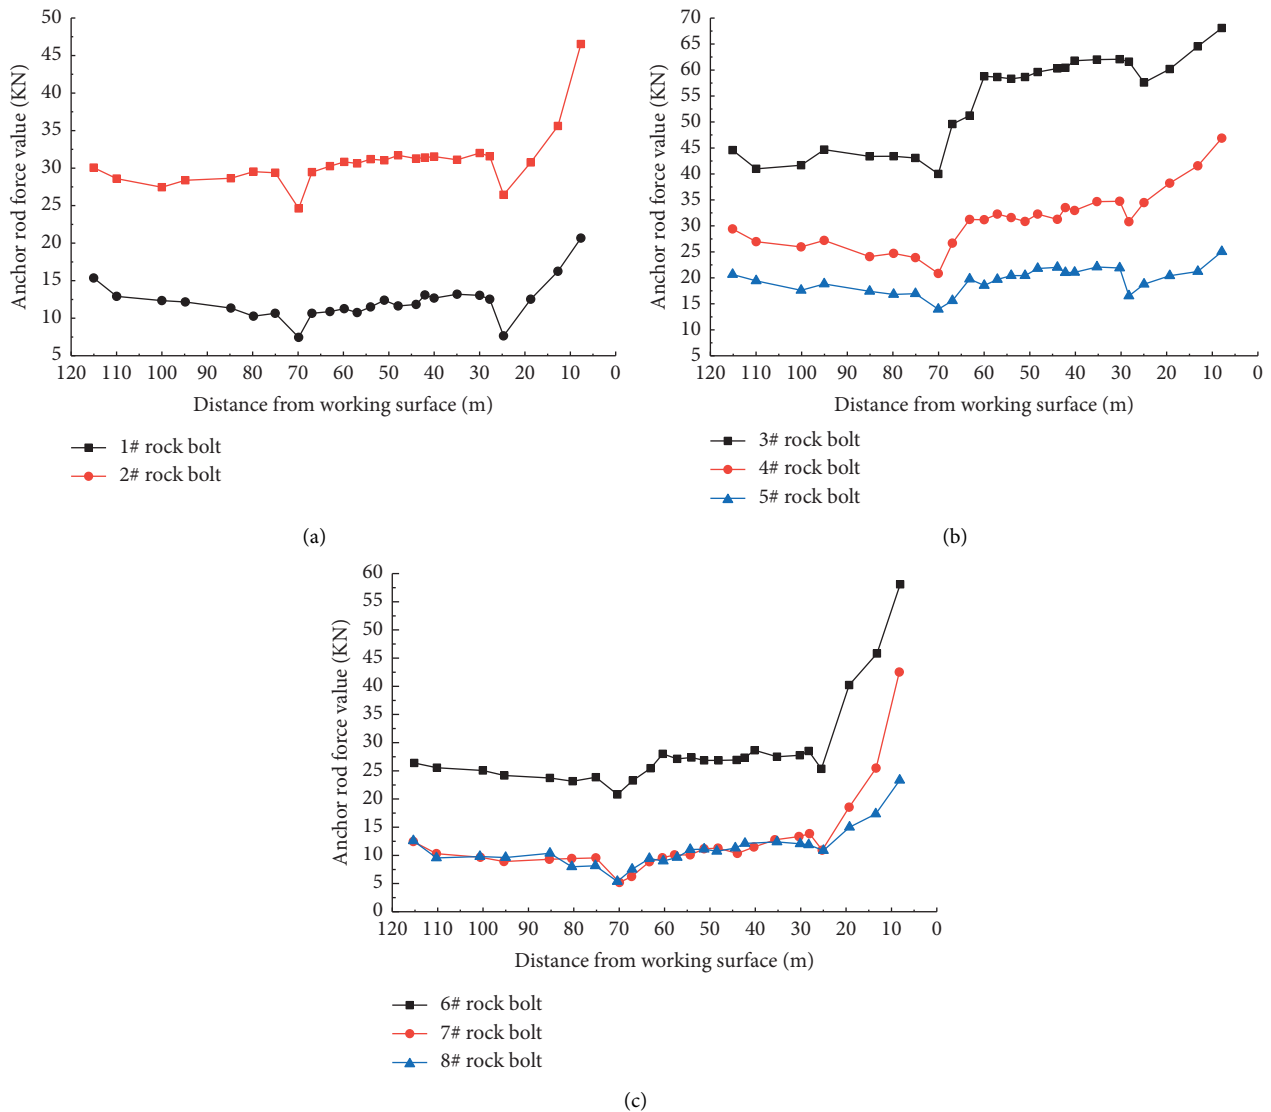 50
45
40
35
30
25
20
15
10
5
Anchor rod force value (KN)
120 110 100 90 80 70 60 50 40 30 20 10 0
Distance from working surface (m)
1# rock bolt
2# rock bolt
(a)
70
65
60
55
50
45
40
35
30
25
20
15
10
5
Anchor rod force value (KN)
120 110 100 90 80 70 60 50 40 30 20 10 0
Distance from working surface (m)
3# rock bolt
4# rock bolt
5# rock bolt
(b)
60
55
50
45
40
35
30
25
20
15
10
5
0
Anchor rod force value (KN)
120 110 100 90 80 70 60 50 40 30 20 10 0
Distance from working surface (m)
6# rock bolt
7# rock bolt
8# rock bolt
(c)